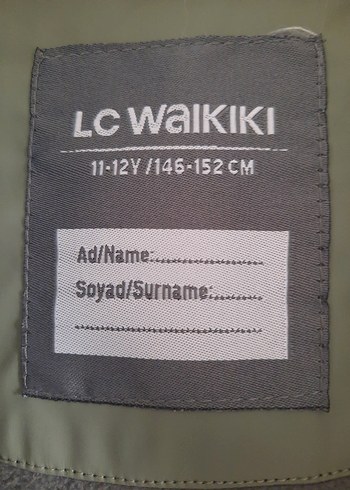 LC WAIKIKI
11-12Y/146-152 CM
Ad/Name:
Soyad/Surname: